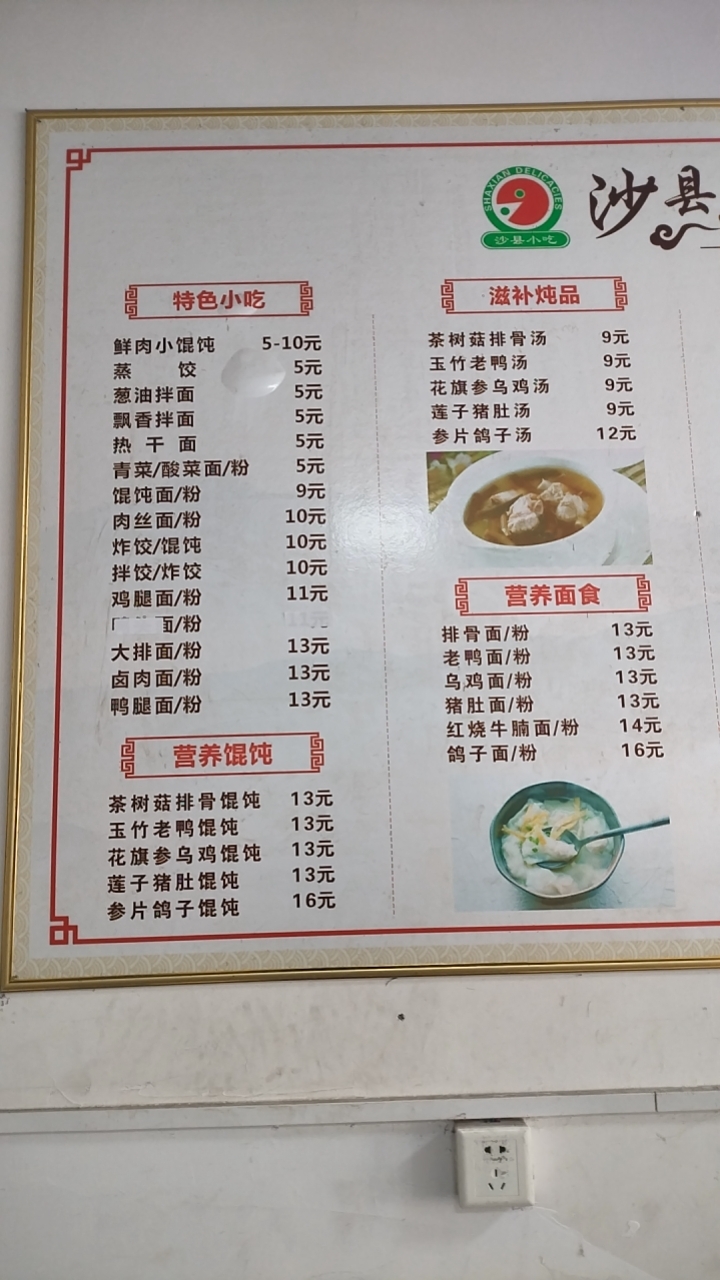 SHAXIAN DELICACIES
沙县小吃
沙县
特色小吃
鲜肉小馄饨 5-10元
蒸 饺 5元
葱油拌面 5元
飘香拌面 5元
热干面 5元
青菜/酸菜面/粉 5元
馄饨面/粉 9元
肉丝面/粉 10元
炸饺/馄饨 10元
拌饺/炸饺 10元
鸡腿面/粉 11元
面/粉 11元
大排面/粉 13元
卤肉面/粉 13元
鸭腿面/粉 13元
营养馄饨
茶树菇排骨馄饨 13元
玉竹老鸭馄饨 13元
花旗参乌鸡馄饨 13元
莲子猪肚馄饨 13元
参片鸽子馄饨 16元
滋补炖品
茶树菇排骨汤 9元
玉竹老鸭汤 9元
花旗参乌鸡汤 9元
莲子猪肚汤 9元
参片鸽子汤 12元
营养面食
排骨面/粉 13元
老鸭面/粉 13元
乌鸡面/粉 13元
猪肚面/粉 13元
红烧牛腩面/粉 14元
鸽子面/粉 16元